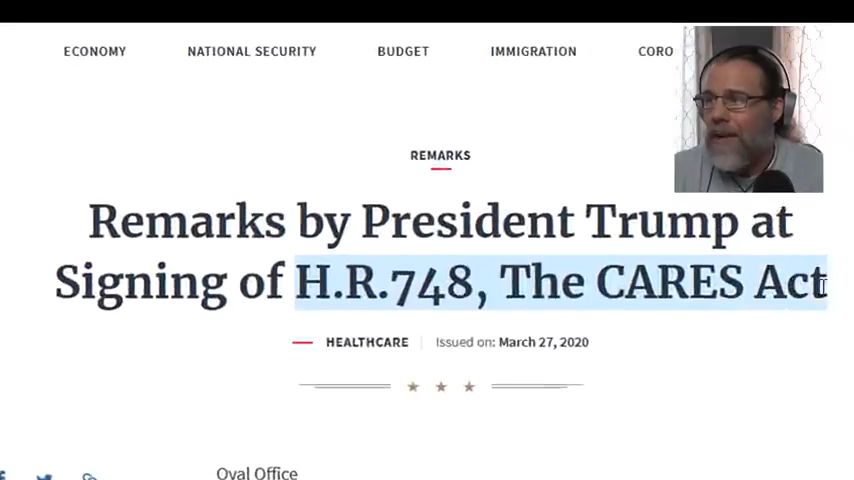 ECONOMY NATIONAL SECURITY BUDGET IMMIGRATION CORO
REMARKS
Remarks by President Trump at
Signing of H.R.748, The CARES Act
HEALTHCARE Issued on: March 27, 2020
Oval Office